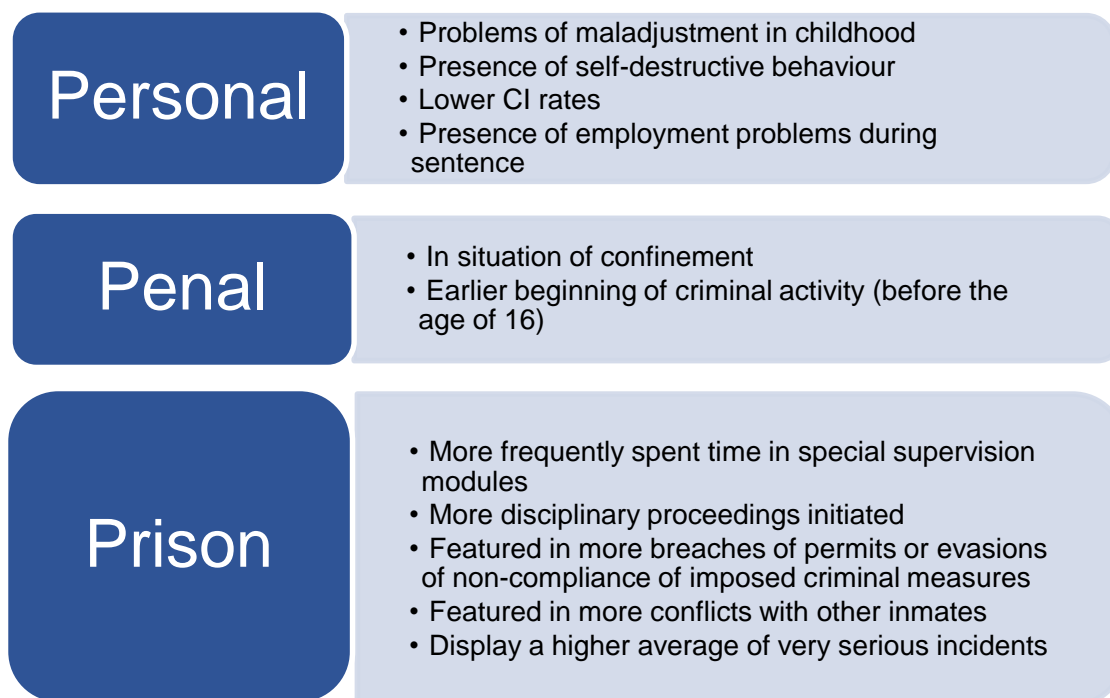 Personal
• Problems of maladjustment in childhood
• Presence of self-destructive behaviour
• Lower CI rates
• Presence of employment problems during
sentence
Penal
• In situation of confinement
• Earlier beginning of criminal activity (before the
age of 16)
Prison
• More frequently spent time in special supervision
modules
• More disciplinary proceedings initiated
• Featured in more breaches of permits or evasions
of non-compliance of imposed criminal measures
• Featured in more conflicts with other inmates
• Display a higher average of very serious incidents